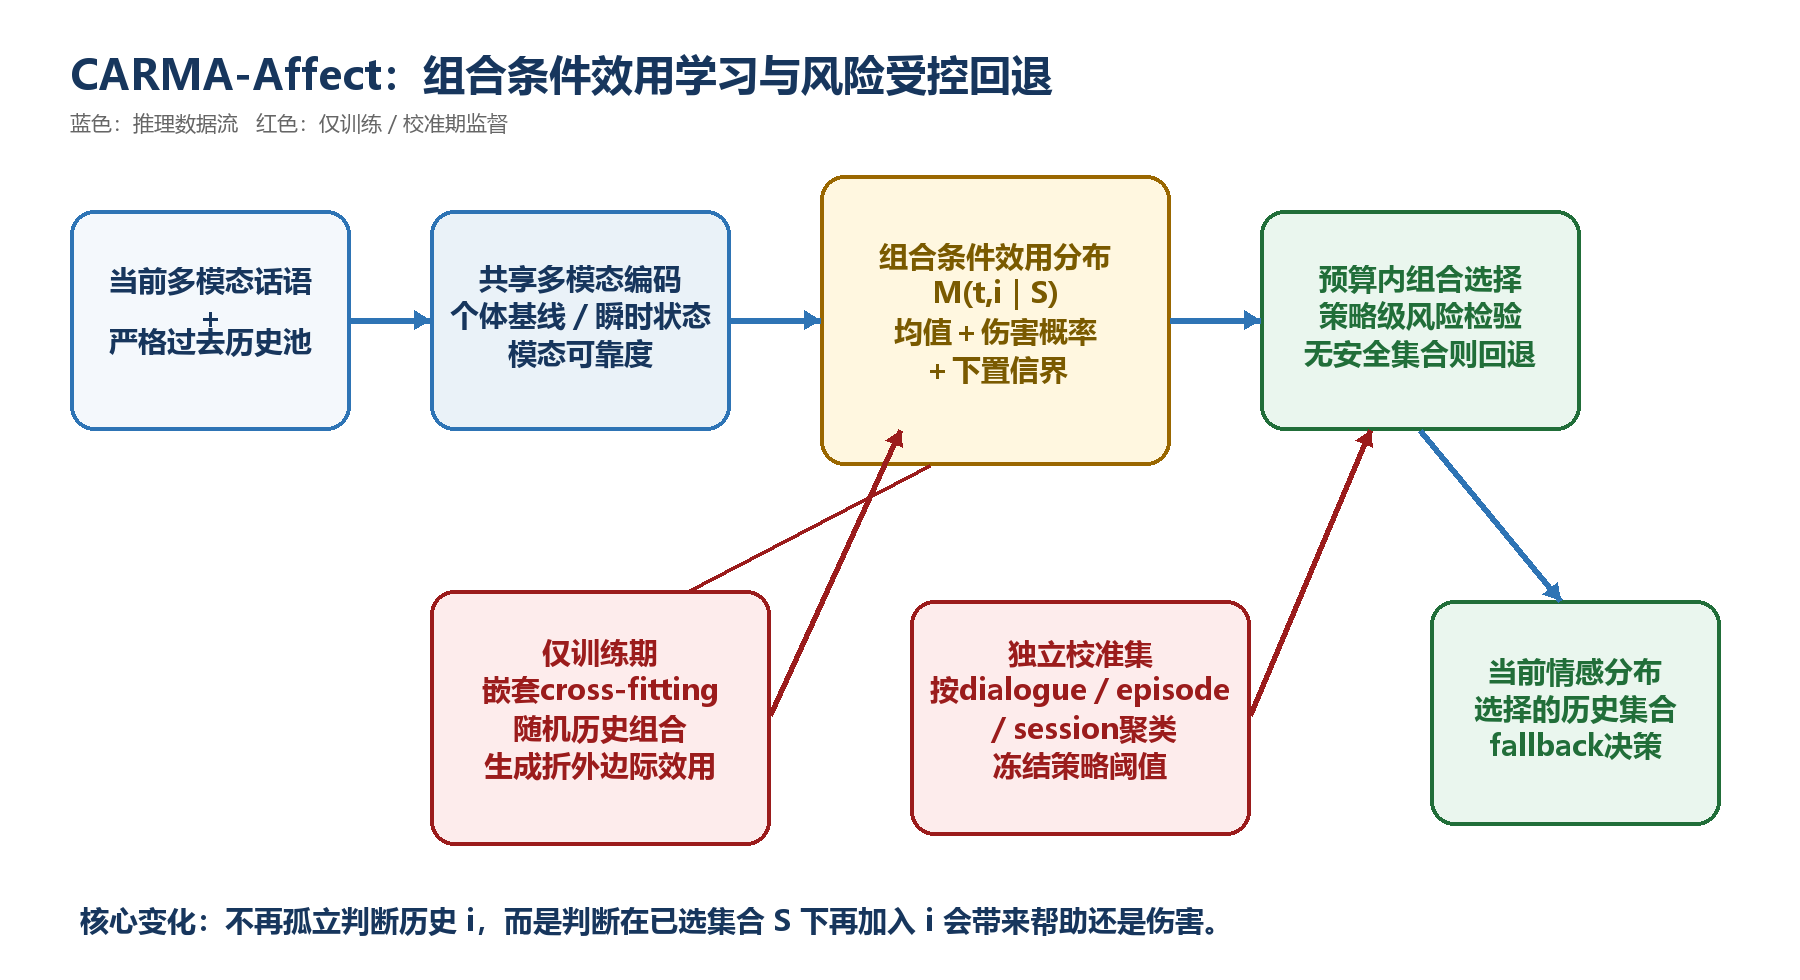 CARMA-Affect：组合条件效用学习与风险受控回退
蓝色：推理数据流   红色：仅训练 / 校准期监督
当前多模态话语
+
严格过去历史池
共享多模态编码
个体基线 / 瞬时状态
模态可靠度
组合条件效用分布
M(t,i | S)
均值 + 伤害概率
+ 下置信界
预算内组合选择
策略级风险检验
无安全集合则回退
仅训练期
嵌套cross-fitting
随机历史组合
生成折外边际效用
独立校准集
按dialogue / episode
/ session聚类
冻结策略阈值
当前情感分布
选择的历史集合
fallback决策
核心变化：不再孤立判断历史 i，而是判断在已选集合 S 下再加入 i 会带来帮助还是伤害。